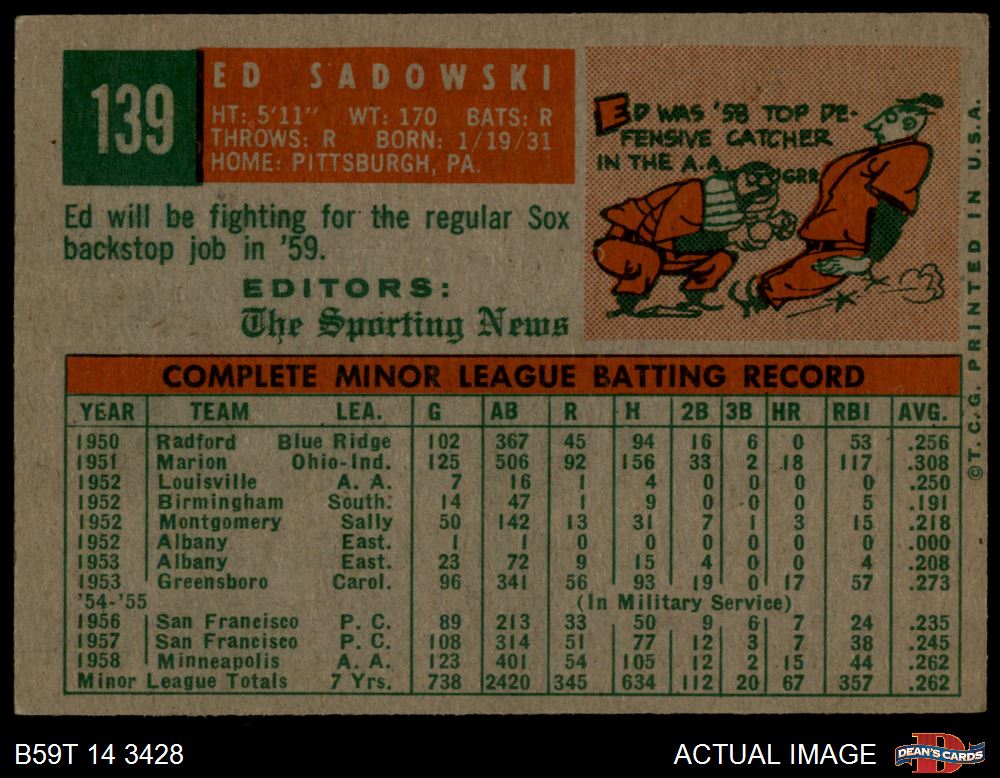 139
ED SADOWSKI
HT: 5'11" WT: 170 BATS: R
THROWS: R BORN: 1/19/31
HOME: PITTSBURGH, PA.
Ed will be fighting for the regular Sox
backstop job in '59.
EDITORS:
The Sporting News
ED WAS '58 TOP DE-
FENSIVE CATCHER
IN THE A.A.
GRR
©T.C.G. PRINTED IN U.S.A.
COMPLETE MINOR LEAGUE BATTING RECORD
YEAR TEAM LEA. G AB R H 2B 3B HR RBI AVG.
1950 Radford Blue Ridge 102 367 45 94 16 6 0 53 .256
1951 Marion Ohio-Ind. 125 506 92 156 33 2 18 117 .308
1952 Louisville A. A. 7 16 1 4 0 0 0 0 .250
1952 Birmingham South. 14 47 1 9 0 0 0 5 .191
1952 Montgomery Sally 50 142 13 31 7 1 3 15 .218
1952 Albany East. 1 1 0 0 0 0 0 0 .000
1953 Albany East. 23 72 9 15 4 0 0 4 .208
1953 Greensboro Carol. 96 341 56 93 19 0 17 57 .273
'54-'55 (In Military Service)
1956 San Francisco P. C. 89 213 33 50 9 6 7 24 .235
1957 San Francisco P. C. 108 314 51 77 12 3 7 38 .245
1958 Minneapolis A. A. 123 401 54 105 12 2 15 44 .262
Minor League Totals 7 Yrs. 738 2420 345 634 112 20 67 357 .262
B59T 14 3428
ACTUAL IMAGE
D
DEAN'S CARDS